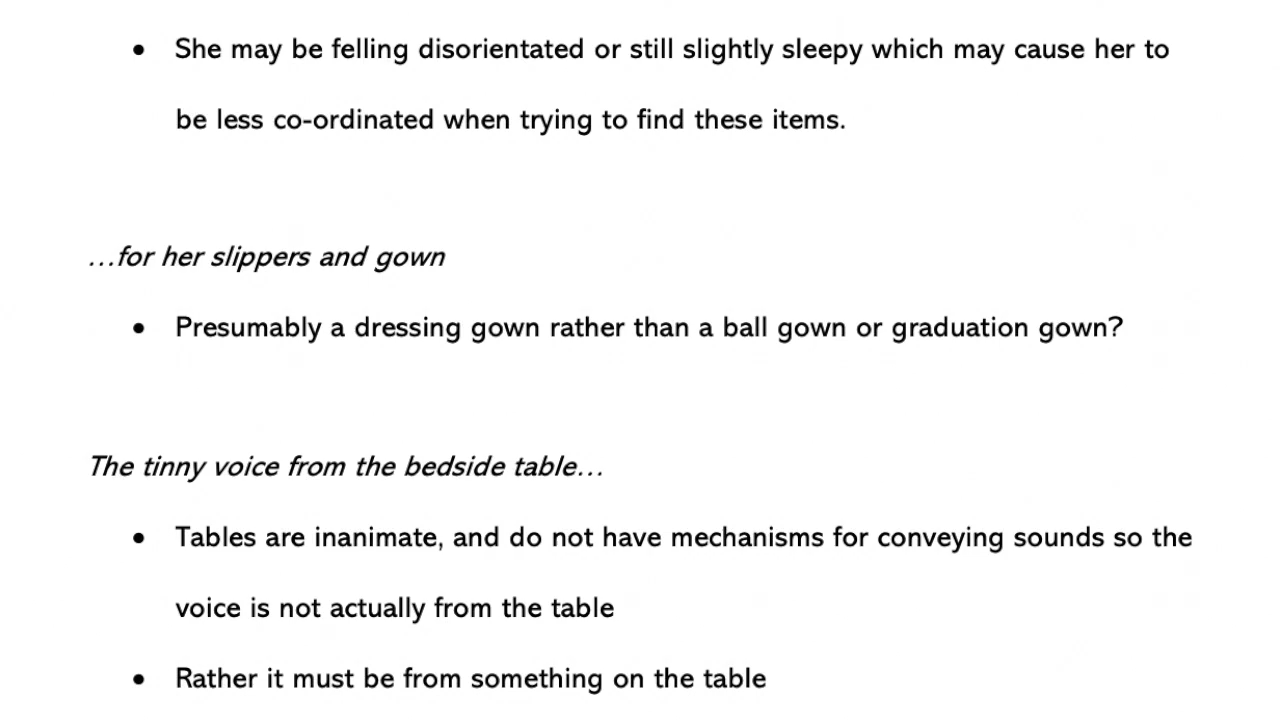 • She may be felling disorientated or still slightly sleepy which may cause her to
be less co-ordinated when trying to find these items.
…for her slippers and gown
• Presumably a dressing gown rather than a ball gown or graduation gown?
The tinny voice from the bedside table…
• Tables are inanimate, and do not have mechanisms for conveying sounds so the
voice is not actually from the table
• Rather it must be from something on the table